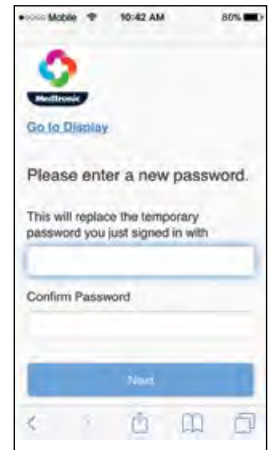 Mobile 10:42 AM 80%
Medtronic
Go to Display
Please enter a new password.
This will replace the temporary
password you just signed in with
Confirm Password
Next